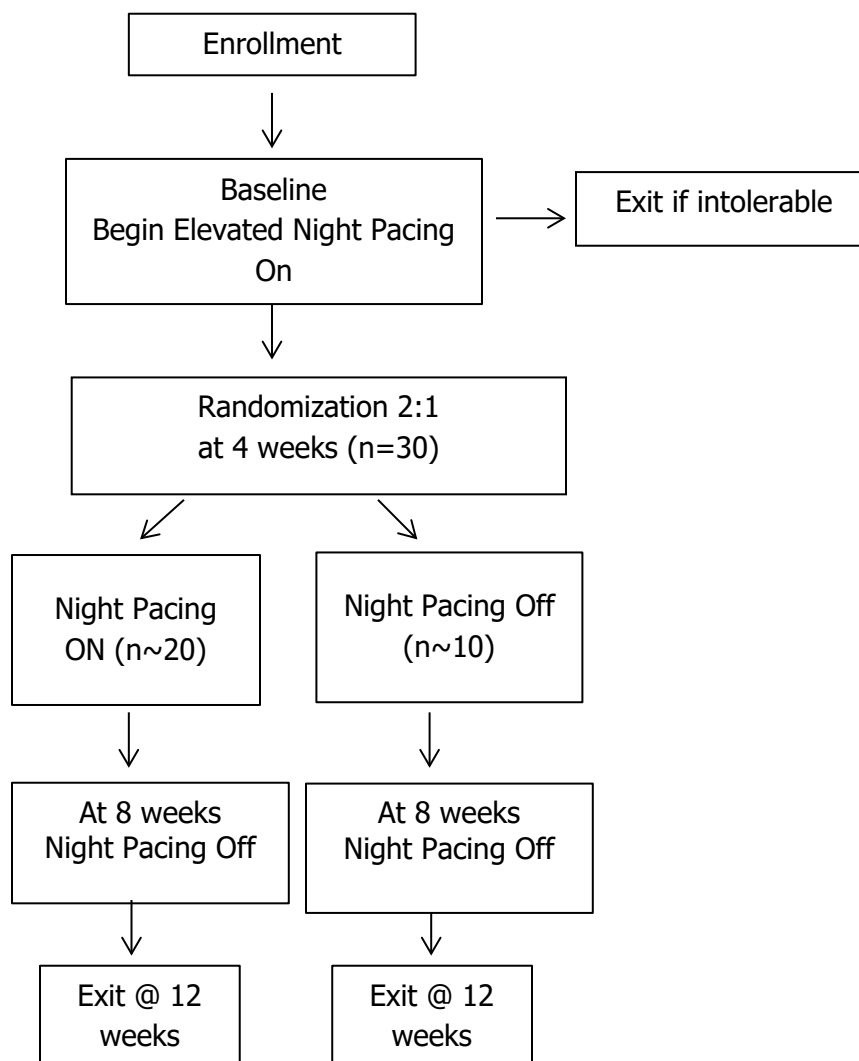 Enrollment
Baseline
Begin Elevated Night Pacing
On
Exit if intolerable
Randomization 2:1
at 4 weeks (n=30)
Night Pacing
ON (n~20)
Night Pacing Off
(n~10)
At 8 weeks
Night Pacing Off
At 8 weeks
Night Pacing Off
Exit @ 12
weeks
Exit @ 12
weeks